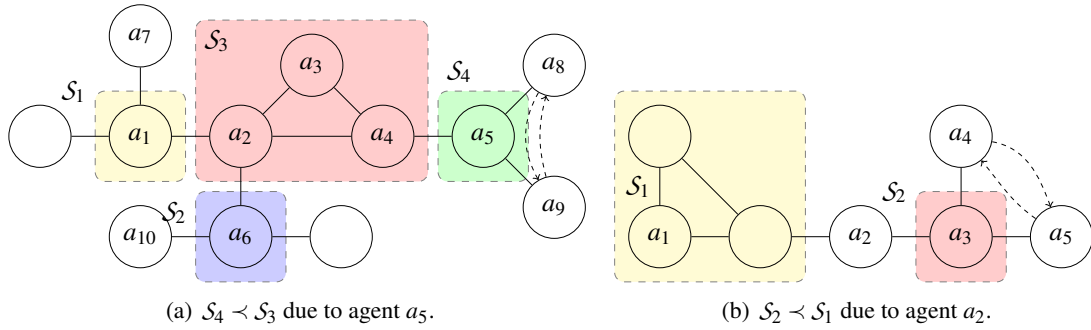 a7
S3
a3
S1
S4
a8
a1
a2
a4
a5
a9
S2
a10
a6
(a) S4 ≺ S3 due to agent a5.
a4
S1
S2
a1
a2
a3
a5
(b) S2 ≺ S1 due to agent a2.